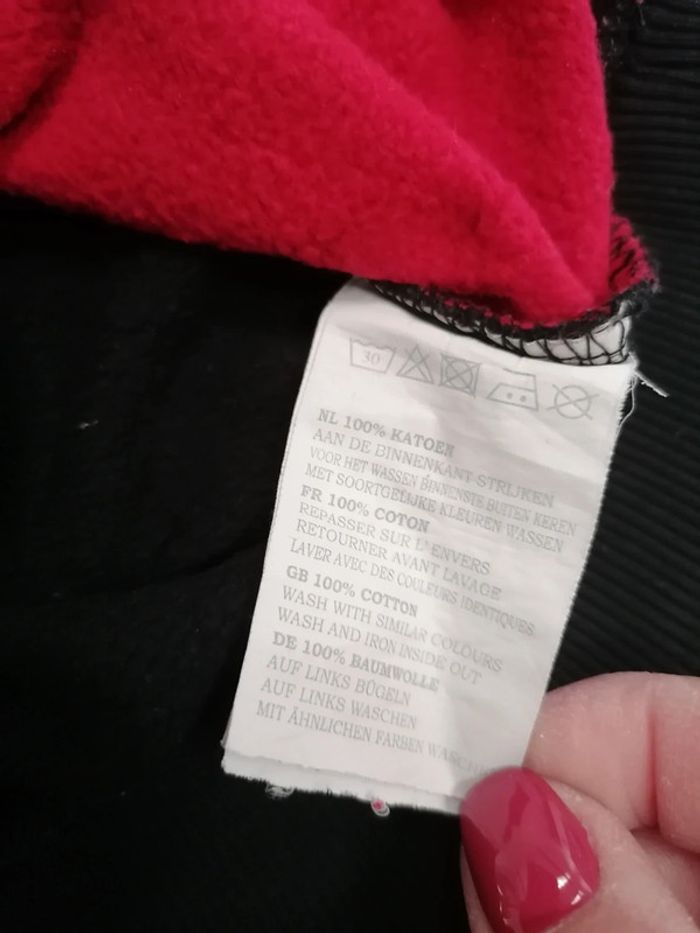 30
NL 100% KATOEN
AAN DE BINNENKANT STRIJKEN
VOOR HET WASSEN BINNENSTE BUITEN KEREN
MET SOORTGELIJKE KLEUREN WASSEN
FR 100% COTON
REPASSER SUR L'ENVERS
RETOURNER AVANT LAVAGE
LAVER AVEC DES COULEURS IDENTIQUES
GB 100% COTTON
WASH WITH SIMILAR COLOURS
WASH AND IRON INSIDE OUT
DE 100% BAUMWOLLE
AUF LINKS BÜGELN
AUF LINKS WASCHEN
MIT ÄHNLICHEN FARBEN WASCHEN